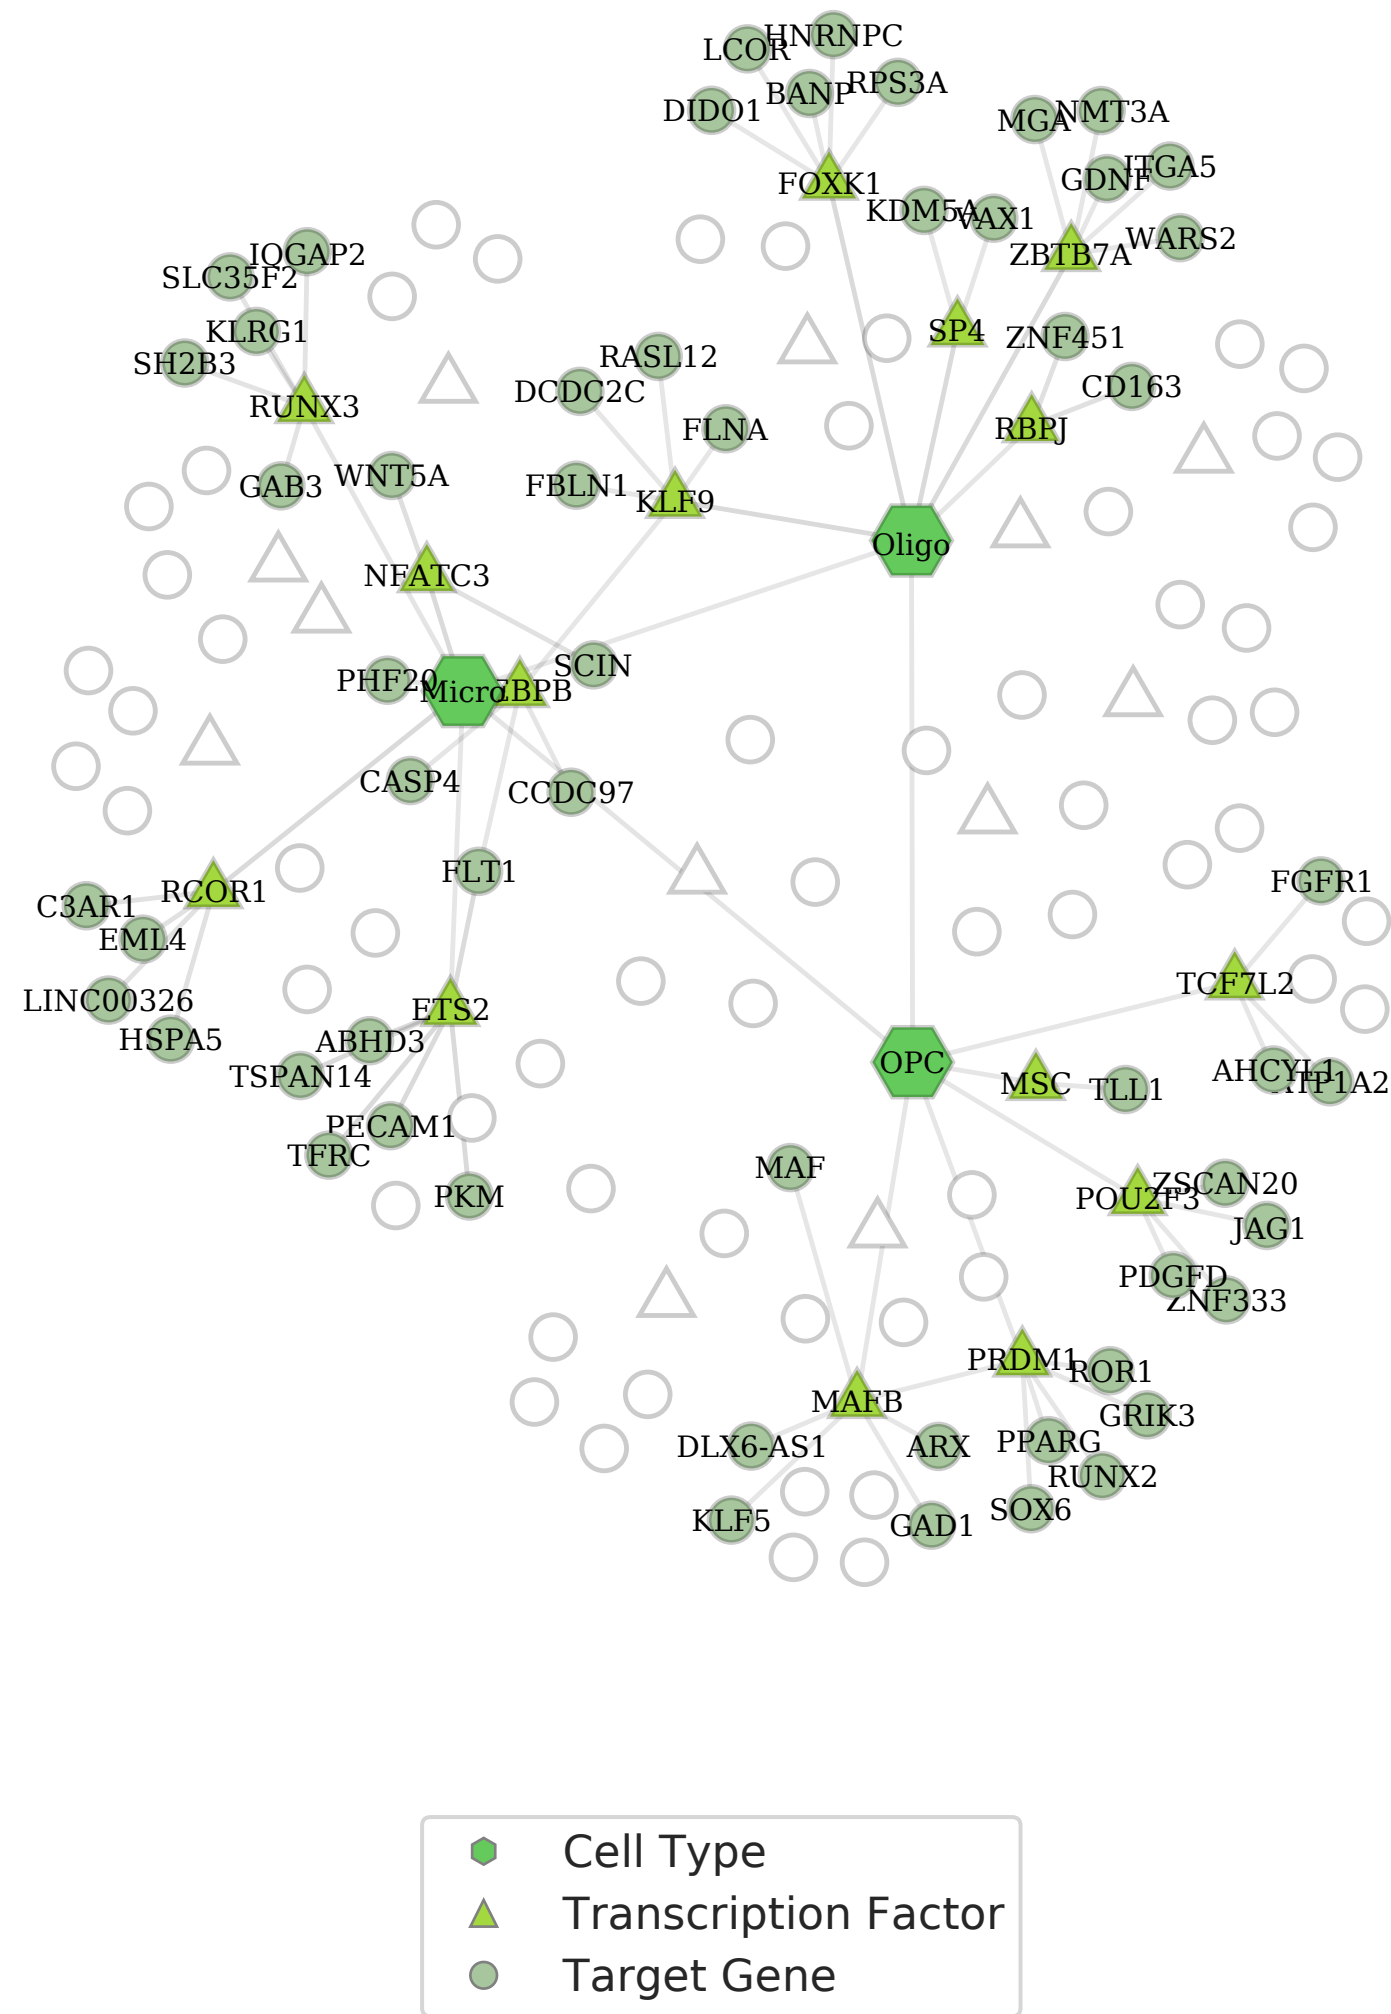 HNRNPC
LCOR
RPS3A
BANP
DIDO1
NMT3A
MGA
ITGA5
GDNF
FOXK1
KDM5A
VAX1
WARS2
ZBTB7A
IQGAP2
SLC35F2
KLRG1
SH2B3
RUNX3
GAB3
WNT5A
SP4
ZNF451
RASL12
DCDC2C
CD163
FLNA
RBPJ
FBLN1
KLF9
Oligo
NFATC3
SCIN
PHF20
Micro
EBPB
CASP4
CCDC97
FLT1
RCOR1
C3AR1
EML4
LINC00326
HSPA5
ETS2
ABHD3
TSPAN14
PECAM1
TFRC
PKM
FGFR1
TCF7L2
OPC
MSC
TLL1
AHCYL1
ATP1A2
MAF
ZSCAN20
POU2F3
JAG1
PDGFD
ZNF333
PRDM1
ROR1
MAFB
GRIK3
DLX6-AS1
ARX
PPARG
RUNX2
SOX6
KLF5
GAD1
Cell Type
Transcription Factor
Target Gene